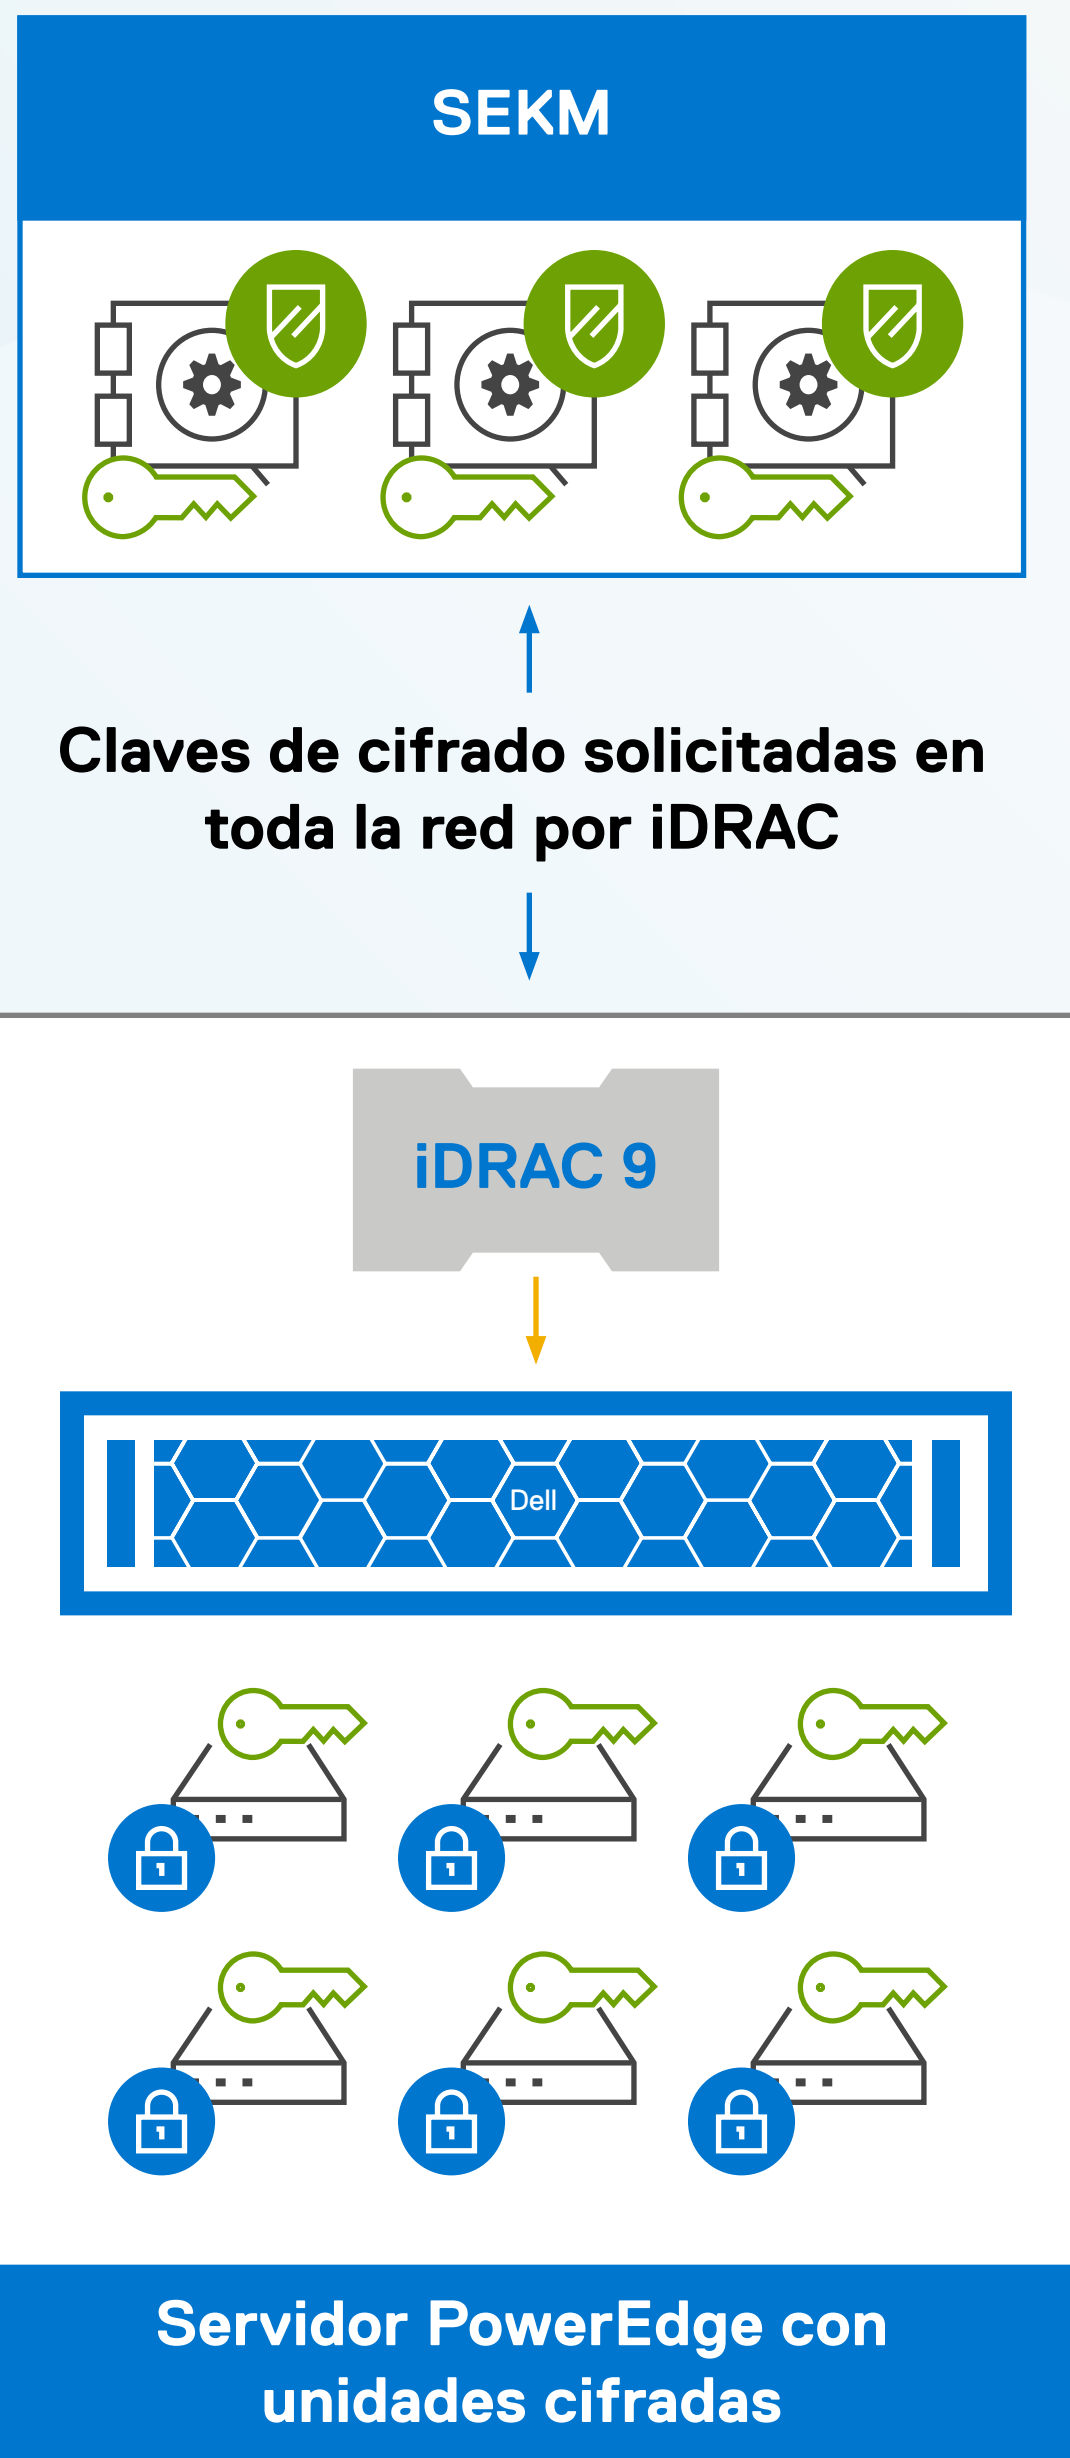 SEKM
Claves de cifrado solicitadas en
toda la red por iDRAC
iDRAC 9
Dell
Servidor PowerEdge con
unidades cifradas